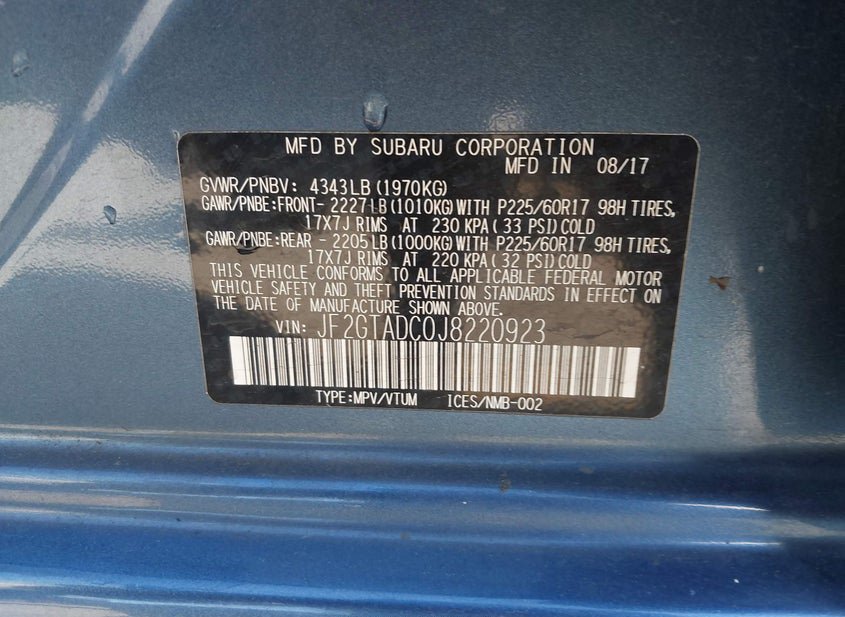 MFD BY SUBARU CORPORATION
MFD IN 08/17
GVWR/PNBV: 4343LB (1970KG)
GAWR/PNBE:FRONT- 2227LB (1010KG) WITH P225/60R17 98H TIRES,
17X7J RIMS AT 230 KPA ( 33 PSI) COLD
GAWR/PNBE:REAR - 2205LB (1000KG) WITH P225/60R17 98H TIRES,
17X7J RIMS AT 220 KPA ( 32 PSI) COLD
THIS VEHICLE CONFORMS TO ALL APPLICABLE FEDERAL MOTOR
VEHICLE SAFETY AND THEFT PREVENTION STANDARDS IN EFFECT ON
THE DATE OF MANUFACTURE SHOWN ABOVE.
VIN: JF2GTADC0J8220923
TYPE:MPV/VTUM ICES/NMB-002